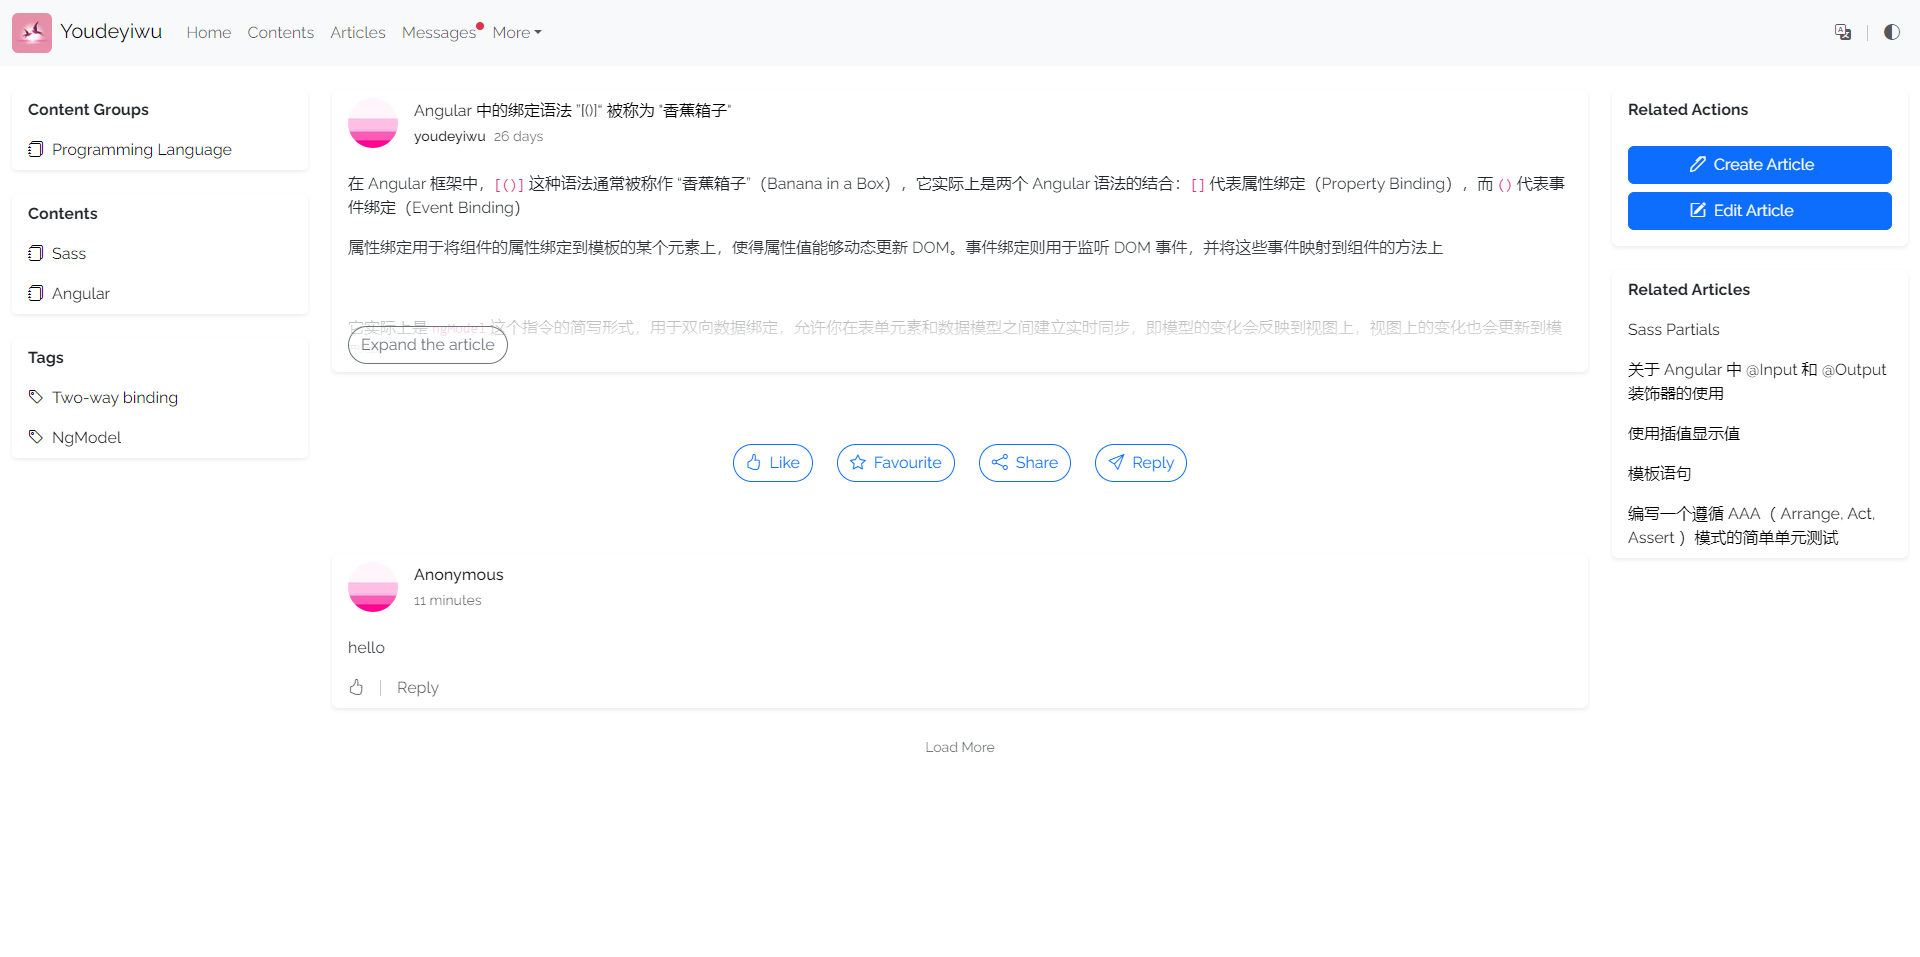 Youdeyiwu Home Contents Articles Messages More
Content Groups
Programming Language
Contents
Sass
Angular
Tags
Two-way binding
NgModel
Angular 中的绑定语法 "[()]" 被称为 "香蕉箱子"
youdeyiwu 26 days
在 Angular 框架中，[()] 这种语法通常被称作 “香蕉箱子”（Banana in a Box），它实际上是两个 Angular 语法的结合：[] 代表属性绑定（Property Binding），而 () 代表事
件绑定（Event Binding）
属性绑定用于将组件的属性绑定到模板的某个元素上，使得属性值能够动态更新 DOM。事件绑定则用于监听 DOM 事件，并将这些事件映射到组件的方法上
它实际上是 ngModel 这个指令的简写形式，用于双向数据绑定，允许你在表单元素和数据模型之间建立实时同步，即模型的变化会反映到视图上，视图上的变化也会更新到模
Expand the article
Like Favourite Share Reply
Anonymous
11 minutes
hello
Reply
Load More
Related Actions
Create Article
Edit Article
Related Articles
Sass Partials
关于 Angular 中 @Input 和 @Output
装饰器的使用
使用插值显示值
模板语句
编写一个遵循 AAA（ Arrange, Act,
Assert ）模式的简单单元测试